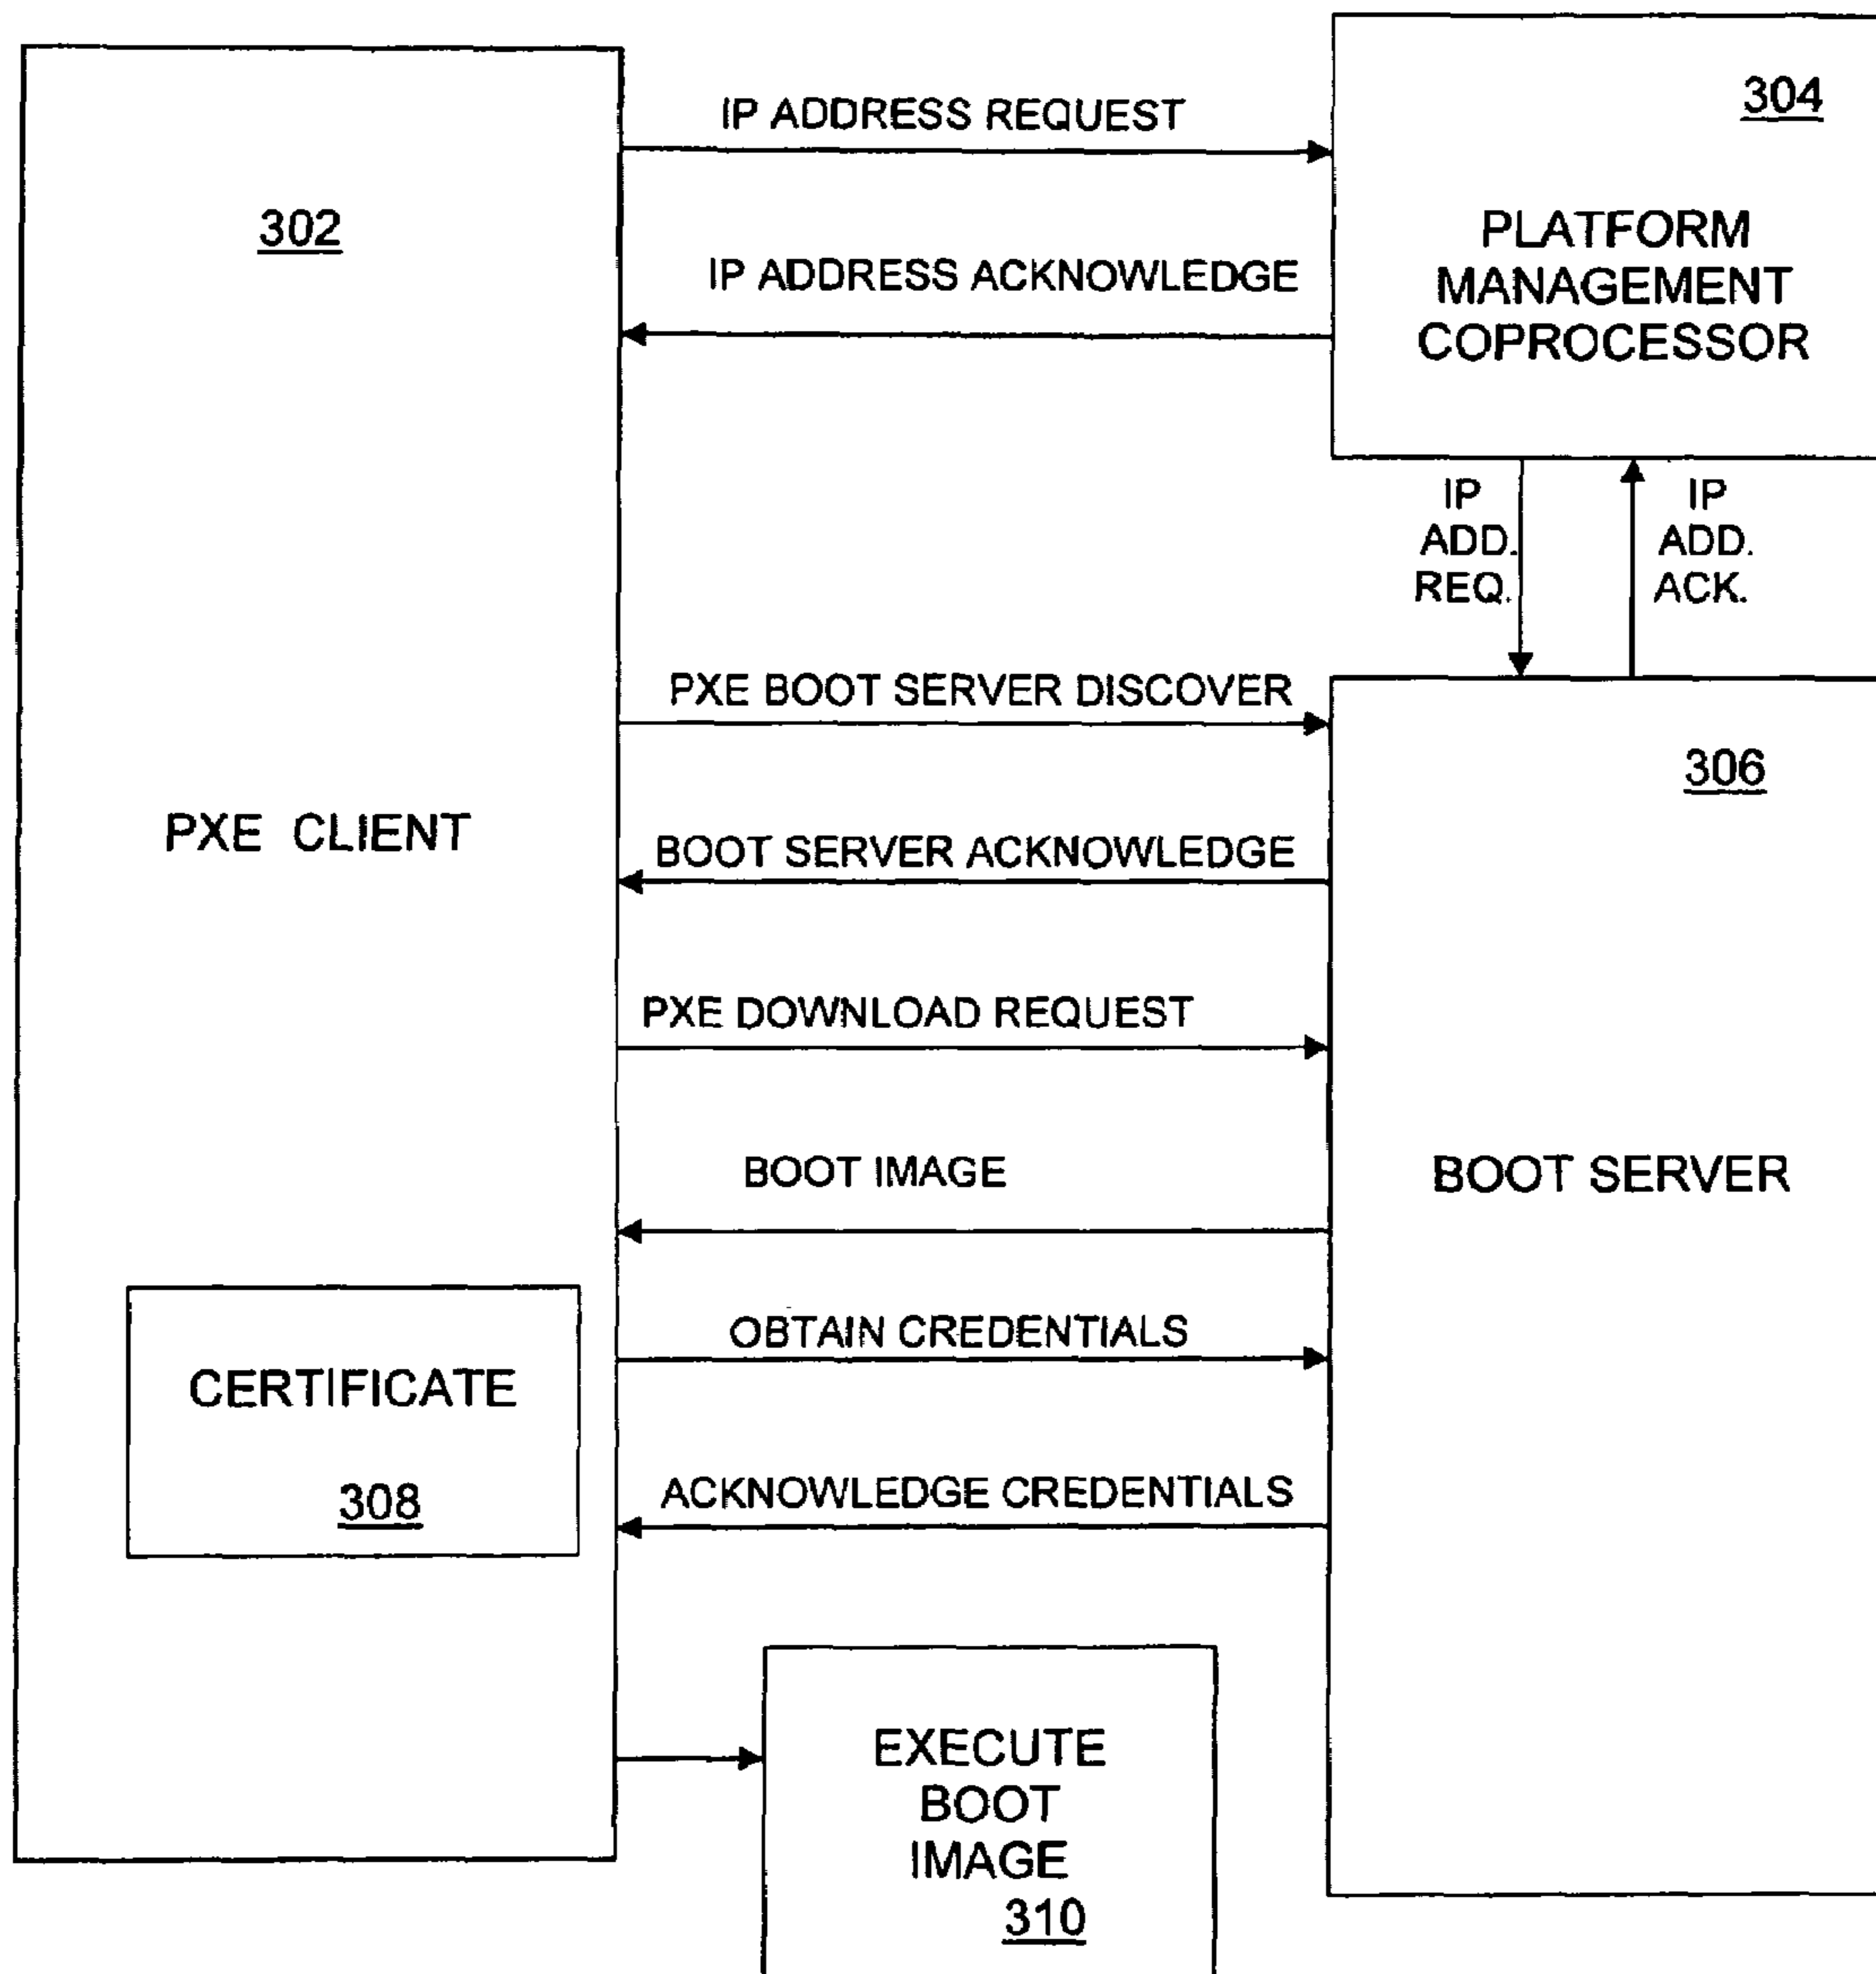 302
PXE CLIENT
CERTIFICATE
308
IP ADDRESS REQUEST
IP ADDRESS ACKNOWLEDGE
304
PLATFORM
MANAGEMENT
COPROCESSOR
IP
ADD.
REQ.
IP
ADD.
ACK.
PXE BOOT SERVER DISCOVER
BOOT SERVER ACKNOWLEDGE
PXE DOWNLOAD REQUEST
BOOT IMAGE
OBTAIN CREDENTIALS
ACKNOWLEDGE CREDENTIALS
306
BOOT SERVER
EXECUTE
BOOT
IMAGE
310